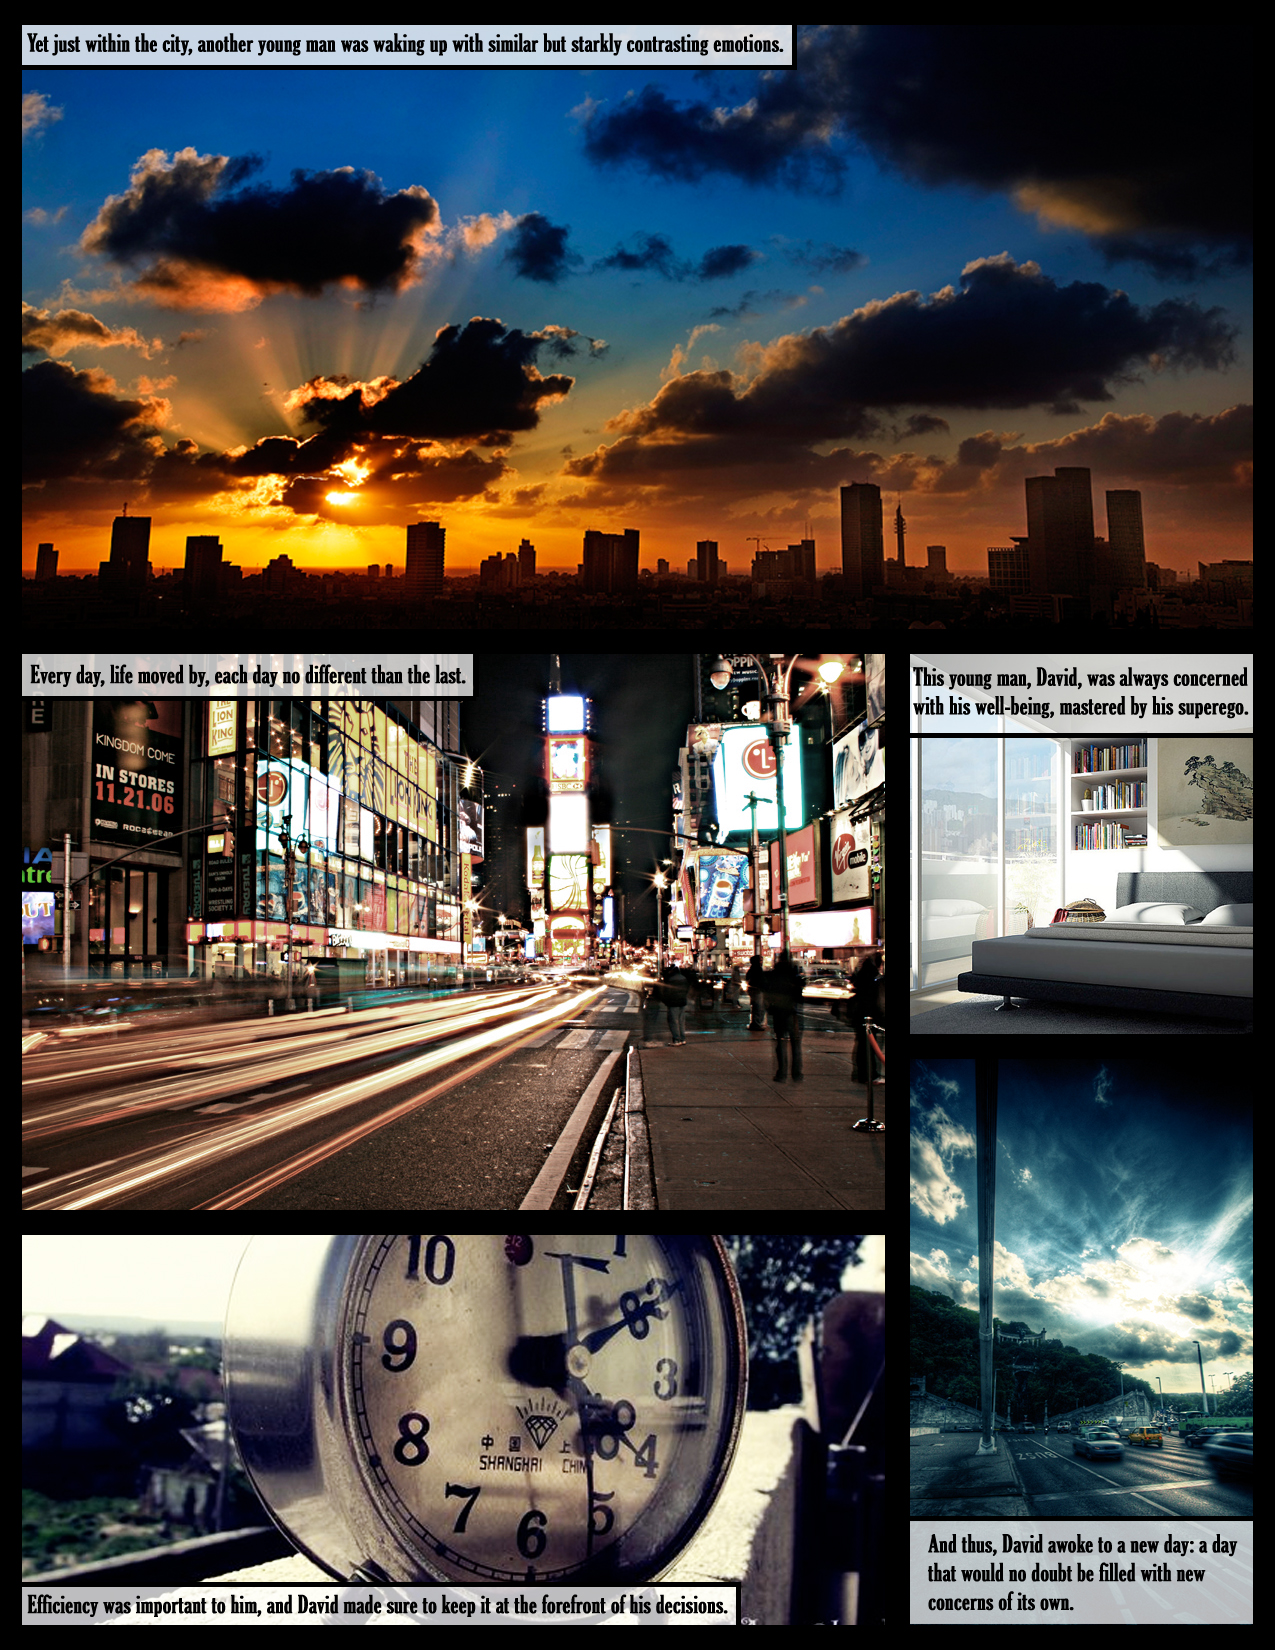 Yet just within the city, another young man was waking up with similar but starkly contrasting emotions.
Every day, life moved by, each day no different than the last.
KINGDOM COME
IN STORES
11.21.06
ROCAWEAR
THE
LION
KING
LG
Virgin
mobile
This young man, David, was always concerned
with his well-being, mastered by his superego.
10
1
2
9
3
8
4
中 国 上
SHANGHAI CHIN
7
5
6
Efficiency was important to him, and David made sure to keep it at the forefront of his decisions.
And thus, David awoke to a new day: a day
that would no doubt be filled with new
concerns of its own.